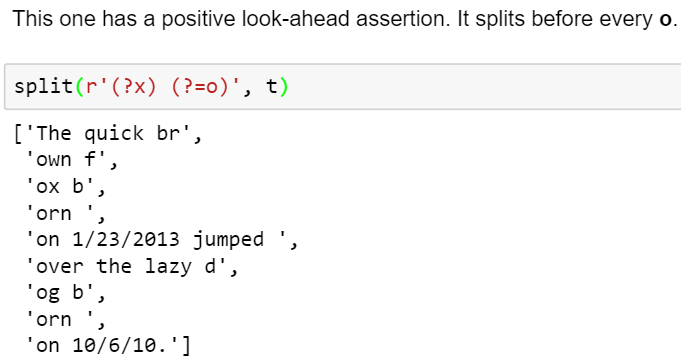 This one has a positive look-ahead assertion. It splits before every o.
split(r'(?x) (?=o)', t)
['The quick br',
 'own f',
 'ox b',
 'orn ',
 'on 1/23/2013 jumped ',
 'over the lazy d',
 'og b',
 'orn ',
 'on 10/6/10.']